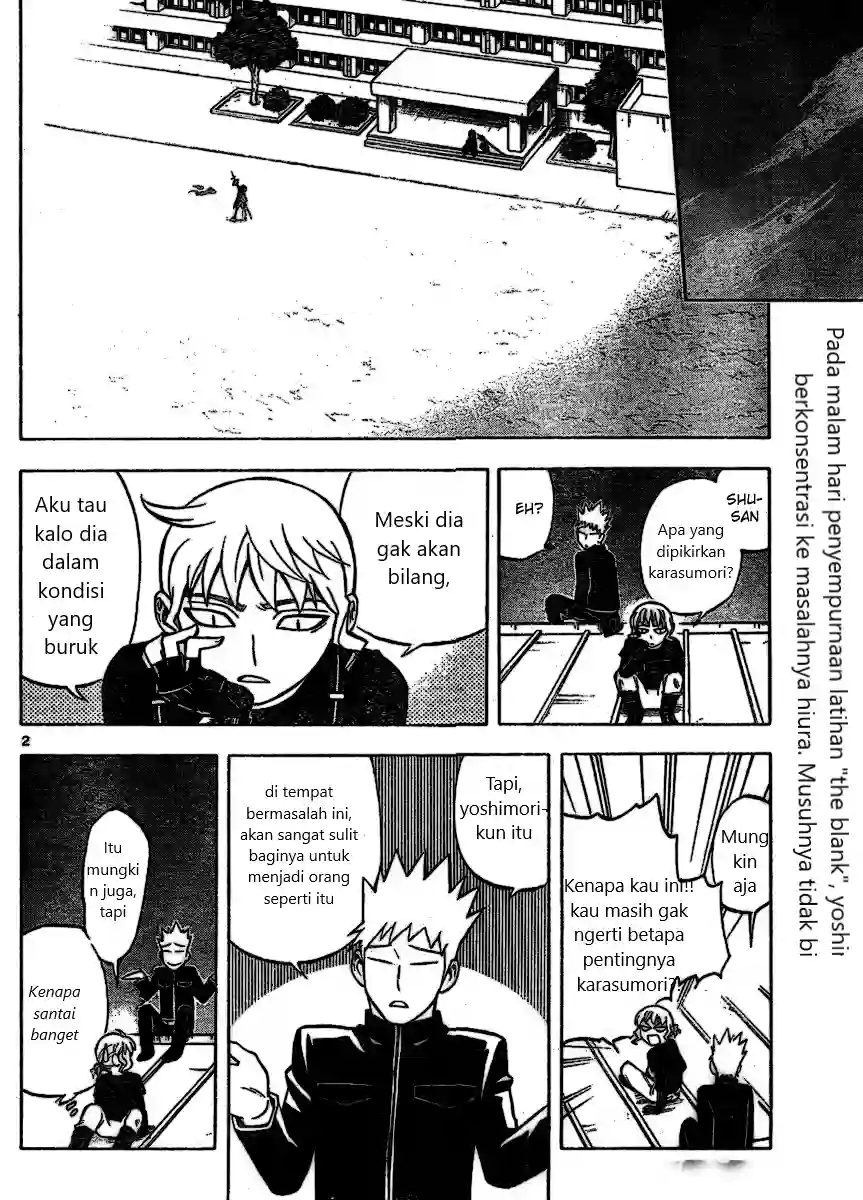 Pada malam hari penyempurnaan latihan "the blank", yoshir
berkonsentrasi ke masalahnya hiura. Musuhnya tidak bi
SHU-
SAN
Apa yang
dipikirkan
karasumori?
EH?
Meski dia
gak akan
bilang,
Aku tau
kalo dia
dalam
kondisi
yang
buruk
2
Mung
kin
aja
Kenapa kau ini!!
kau masih gak
ngerti betapa
pentingnya
karasumori?!
Tapi,
yoshimori-
kun itu
di tempat
bermasalah ini,
akan sangat sulit
baginya untuk
menjadi orang
seperti itu
Itu
mungki
n juga,
tapi
Kenapa
santai
banget